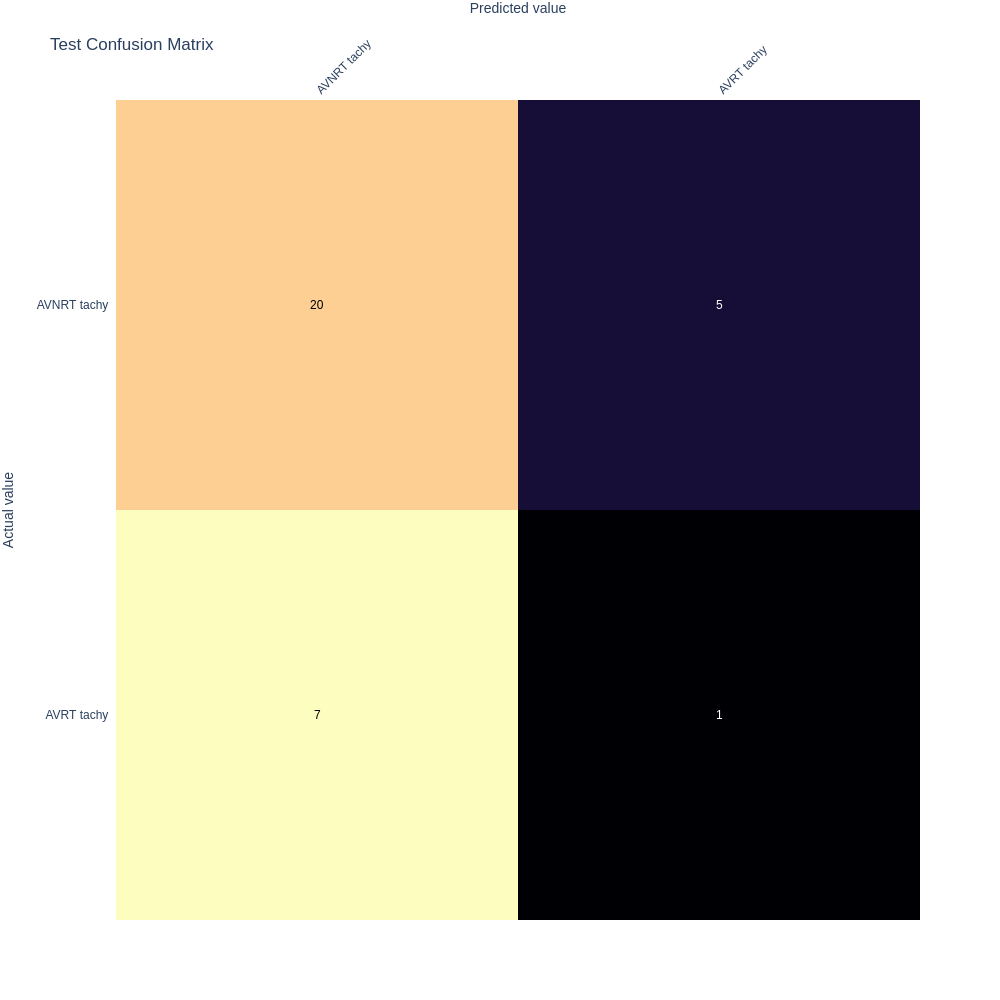 Predicted value
Test Confusion Matrix
AVNRT tachy
AVRT tachy
AVNRT tachy
20
5
Actual value
AVRT tachy
7
1